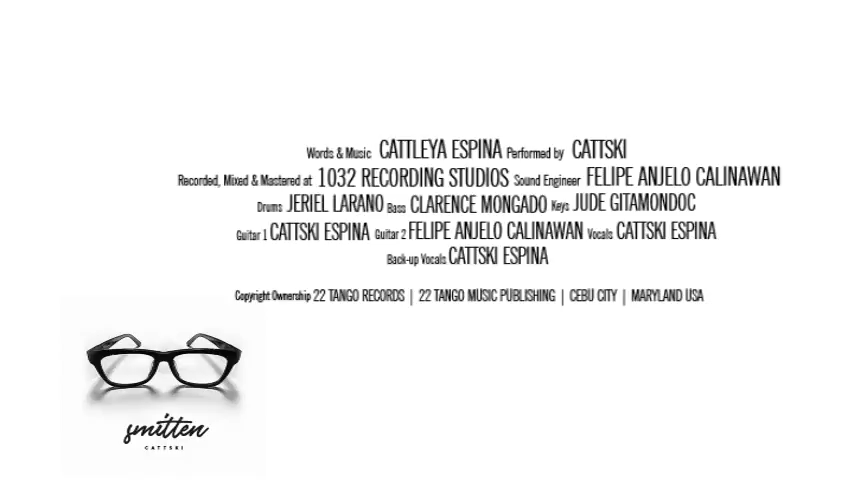 Words & Music CATTLEYA ESPINA Performed by CATTSKI
Recorded, Mixed & Mastered at 1032 RECORDING STUDIOS Sound Engineer FELIPE ANJELO CALINAWAN
Drums JERIEL LARANO Bass CLARENCE MONGADO Keys JUDE GITAMONDOC
Guitar 1 CATTSKI ESPINA Guitar 2 FELIPE ANJELO CALINAWAN Vocals CATTSKI ESPINA
Back-up Vocals CATTSKI ESPINA
Copyright Ownership 22 TANGO RECORDS | 22 TANGO MUSIC PUBLISHING | CEBU CITY | MARYLAND USA
smitten
CATTSKI